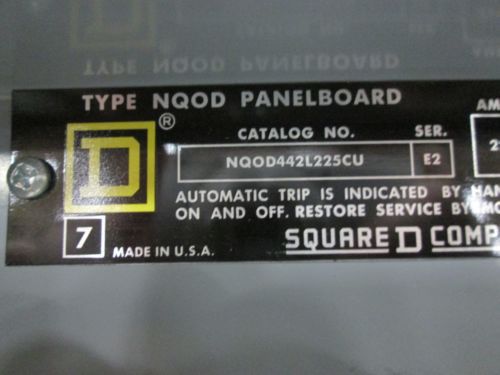 TYPE NQOD PANELBOARD
CATALOG NO. SER.
NQOD442L225CU E2
AUTOMATIC TRIP IS INDICATED BY
ON AND OFF. RESTORE SERVICE BY
D
®
7
MADE IN U.S.A.
SQUARE D COMP